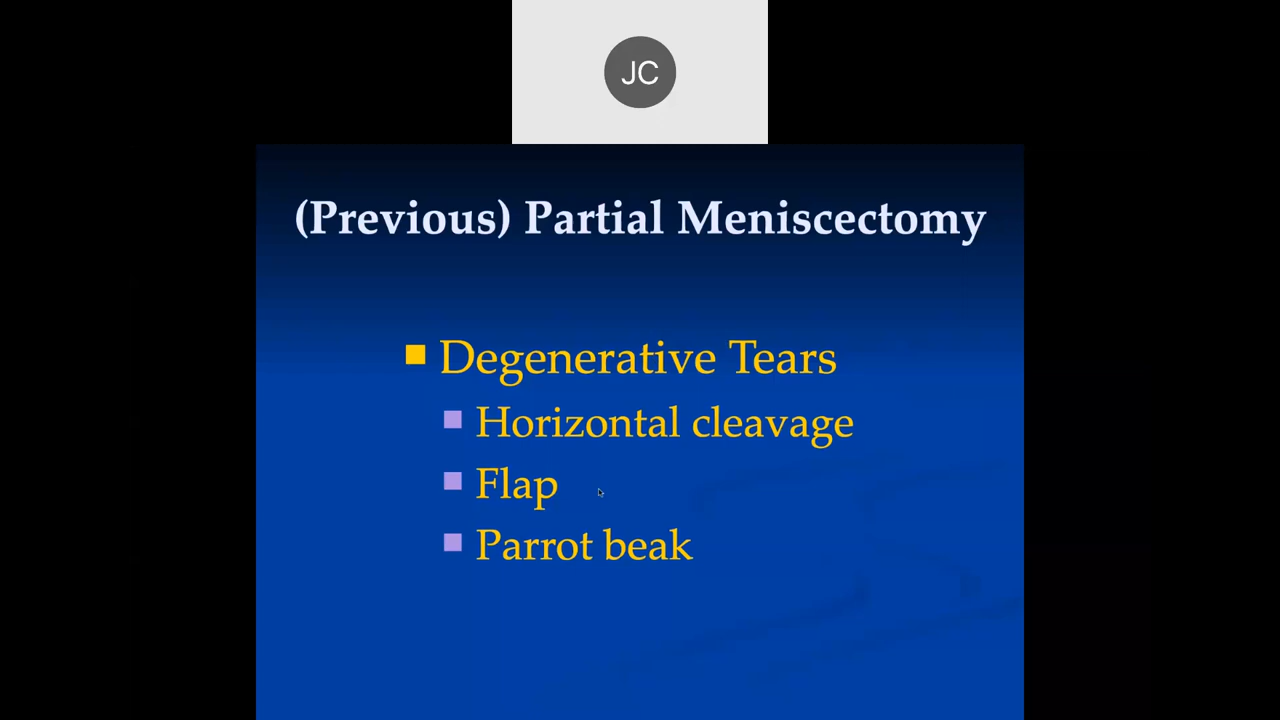 JC
(Previous) Partial Meniscectomy
Degenerative Tears
Horizontal cleavage
Flap
Parrot beak